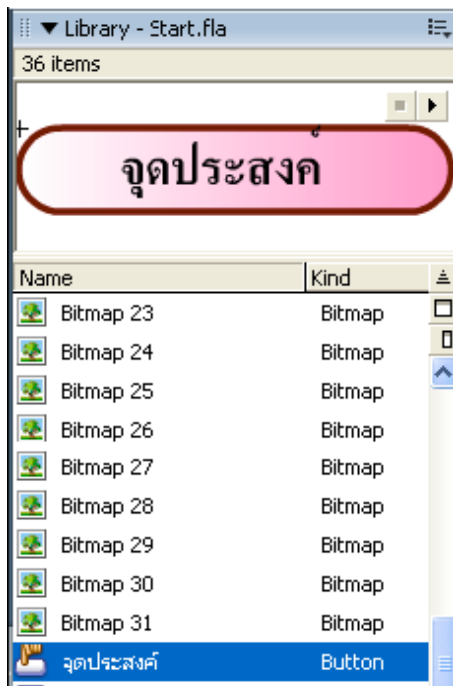 Library - Start.fla
36 items
จุดประสงค์
Name Kind
Bitmap 23 Bitmap
Bitmap 24 Bitmap
Bitmap 25 Bitmap
Bitmap 26 Bitmap
Bitmap 27 Bitmap
Bitmap 28 Bitmap
Bitmap 29 Bitmap
Bitmap 30 Bitmap
Bitmap 31 Bitmap
จุดประสงค์ Button